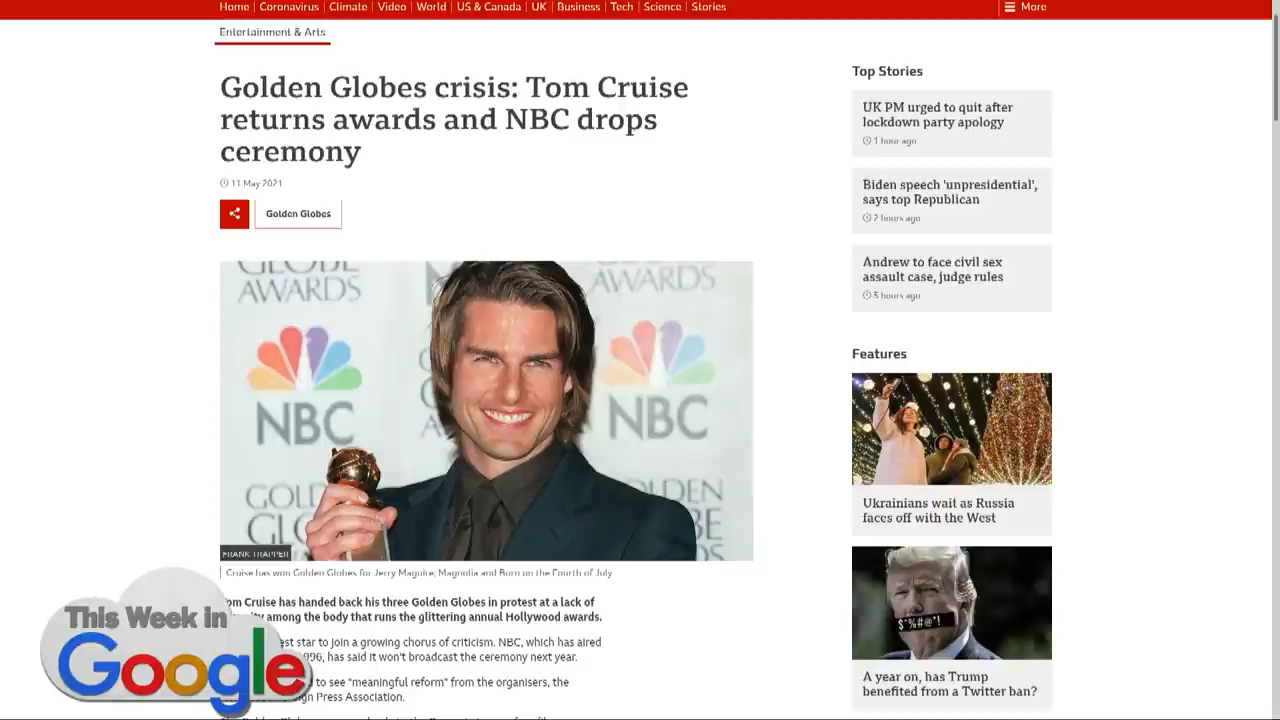 Home Coronavirus Climate Video World US & Canada UK Business Tech Science Stories More
Entertainment & Arts
Golden Globes crisis: Tom Cruise
returns awards and NBC drops
ceremony
11 May 2021
Golden Globes
GLOBE
AWARDS
NBC
NBC
GOLDEN
FRANK TRAPPER
Cruise has won Golden Globes for Jerry Maguire, Magnolia and Born on the Fourth of July
om Cruise has handed back his three Golden Globes in protest at a lack of
among the body that runs the glittering annual Hollywood awards.
est star to join a growing chorus of criticism. NBC, which has aired
996, has said it won't broadcast the ceremony next year.
to see "meaningful reform" from the organisers, the
gn Press Association.
Top Stories
UK PM urged to quit after
lockdown party apology
1 hour ago
Biden speech 'unpresidential',
says top Republican
2 hours ago
Andrew to face civil sex
assault case, judge rules
5 hours ago
Features
Ukrainians wait as Russia
faces off with the West
$"%#@*!
A year on, has Trump
benefited from a Twitter ban?
This Week in
Google